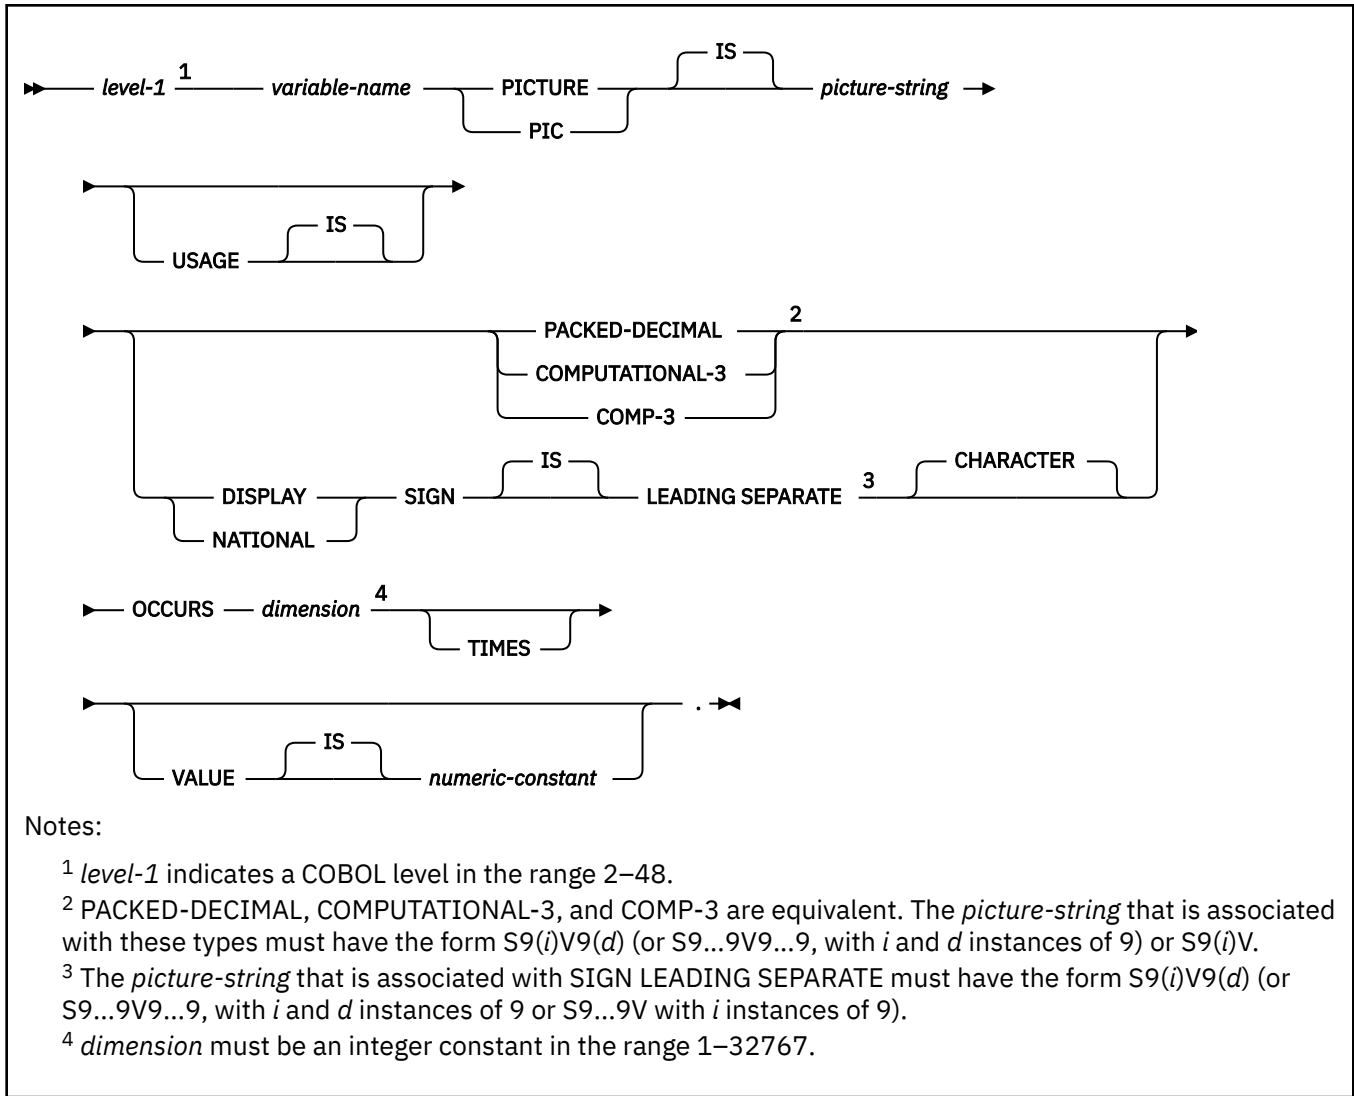 IS
level-1 1 variable-name PICTURE picture-string
PIC
IS
USAGE
PACKED-DECIMAL 2
COMPUTATIONAL-3
COMP-3
IS CHARACTER
DISPLAY SIGN LEADING SEPARATE 3
NATIONAL
OCCURS dimension 4
TIMES
.
IS
VALUE numeric-constant
Notes:
1 level-1 indicates a COBOL level in the range 2–48.
2 PACKED-DECIMAL, COMPUTATIONAL-3, and COMP-3 are equivalent. The picture-string that is associated
with these types must have the form S9(i)V9(d) (or S9...9V9...9, with i and d instances of 9) or S9(i)V.
3 The picture-string that is associated with SIGN LEADING SEPARATE must have the form S9(i)V9(d) (or
S9...9V9...9, with i and d instances of 9 or S9...9V with i instances of 9).
4 dimension must be an integer constant in the range 1–32767.